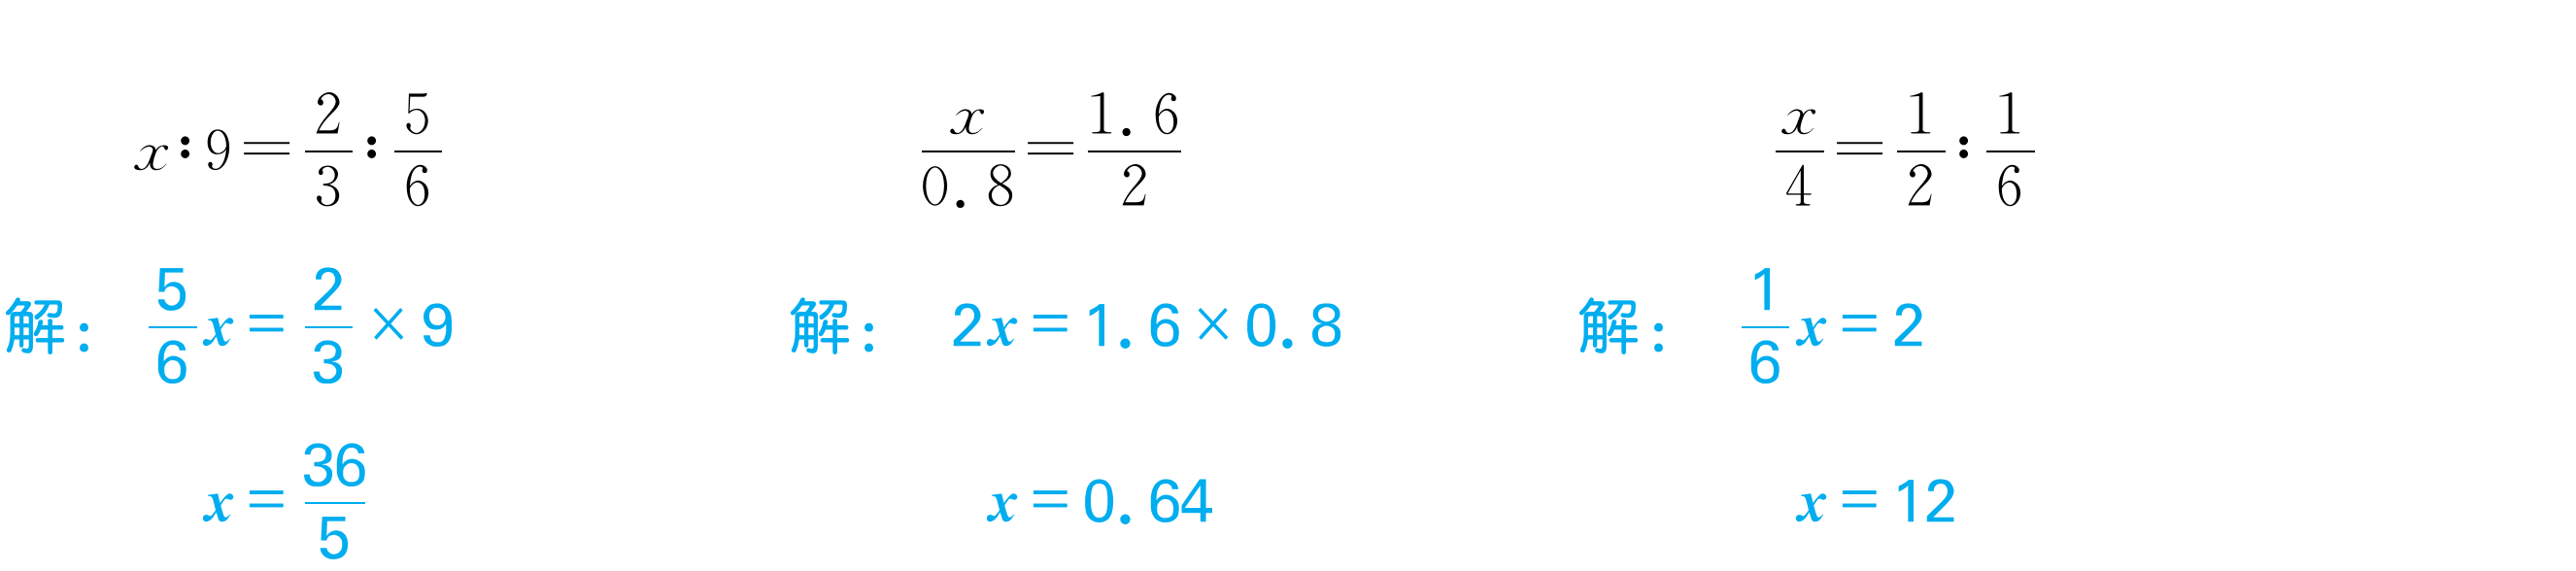 x:9=2/3:5/6 x/0.8=1.6/2 x/4=1/2:1/6
解: 5/6x=2/3×9 解: 2x=1.6×0.8 解: 1/6x=2
x=36/5 x=0.64 x=12